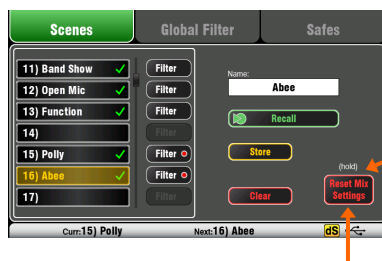 Scenes Global Filter Safes
11) Band Show Filter
12) Open Mic Filter
13) Function Filter
14) Filter
15) Polly Filter
16) Abee Filter
17) Filter
Name:
Abee
Recall
Store
Clear
(hold)
Reset Mix
Settings
Curr:15) Polly Next:16) Abee dS